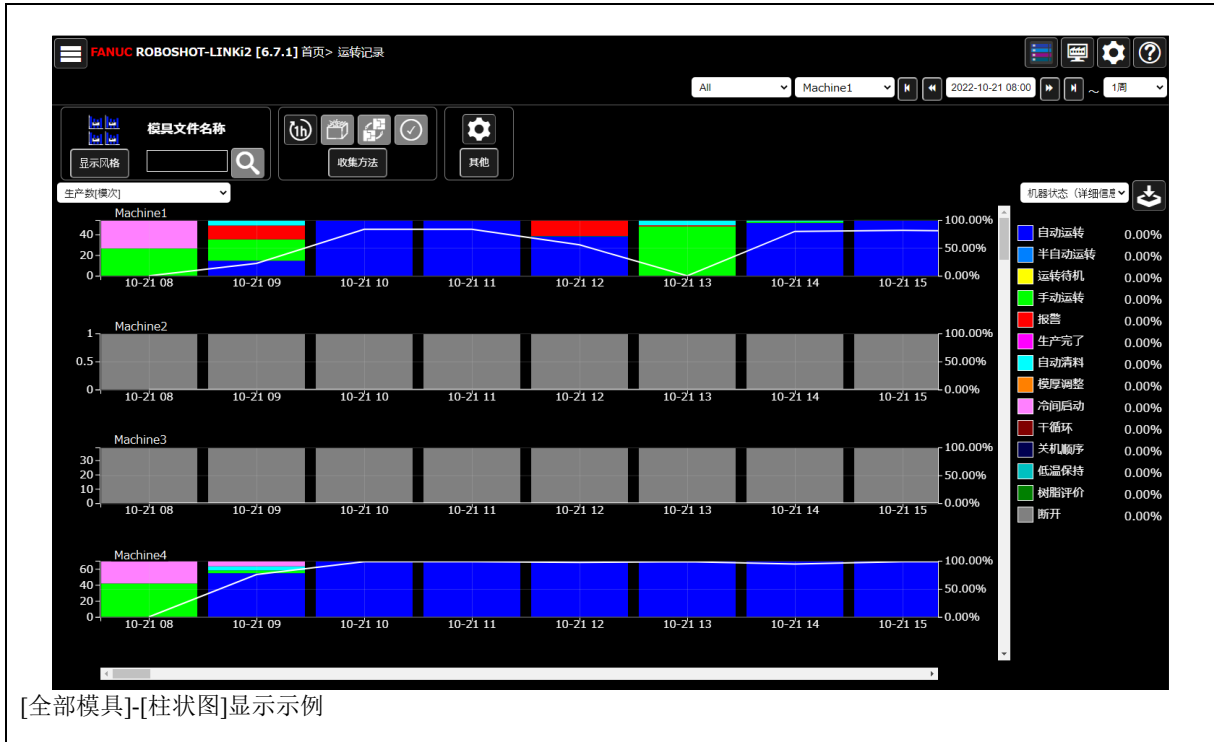 FANUC ROBOSHOT-LINKi2 [6.7.1] 首页> 运转记录
All Machine1 2022-10-21 08:00 ～ 1周
模具文件名称 1h
显示风格 收集方法 其他
生产数[模次] 机器状态（详细信息
Machine1
40 20 0
100.00% 50.00% 0.00%
10-21 08 10-21 09 10-21 10 10-21 11 10-21 12 10-21 13 10-21 14 10-21 15
Machine2
1 0.5 0
100.00% 50.00% 0.00%
10-21 08 10-21 09 10-21 10 10-21 11 10-21 12 10-21 13 10-21 14 10-21 15
Machine3
30 20 10 0
100.00% 50.00% 0.00%
10-21 08 10-21 09 10-21 10 10-21 11 10-21 12 10-21 13 10-21 14 10-21 15
Machine4
60 40 20 0
100.00% 50.00% 0.00%
10-21 08 10-21 09 10-21 10 10-21 11 10-21 12 10-21 13 10-21 14 10-21 15
自动运转 0.00%
半自动运转 0.00%
运转待机 0.00%
手动运转 0.00%
报警 0.00%
生产完了 0.00%
自动清料 0.00%
模厚调整 0.00%
冷间启动 0.00%
干循环 0.00%
关机顺序 0.00%
低温保持 0.00%
树脂评价 0.00%
断开 0.00%
[全部模具]-[柱状图]显示示例